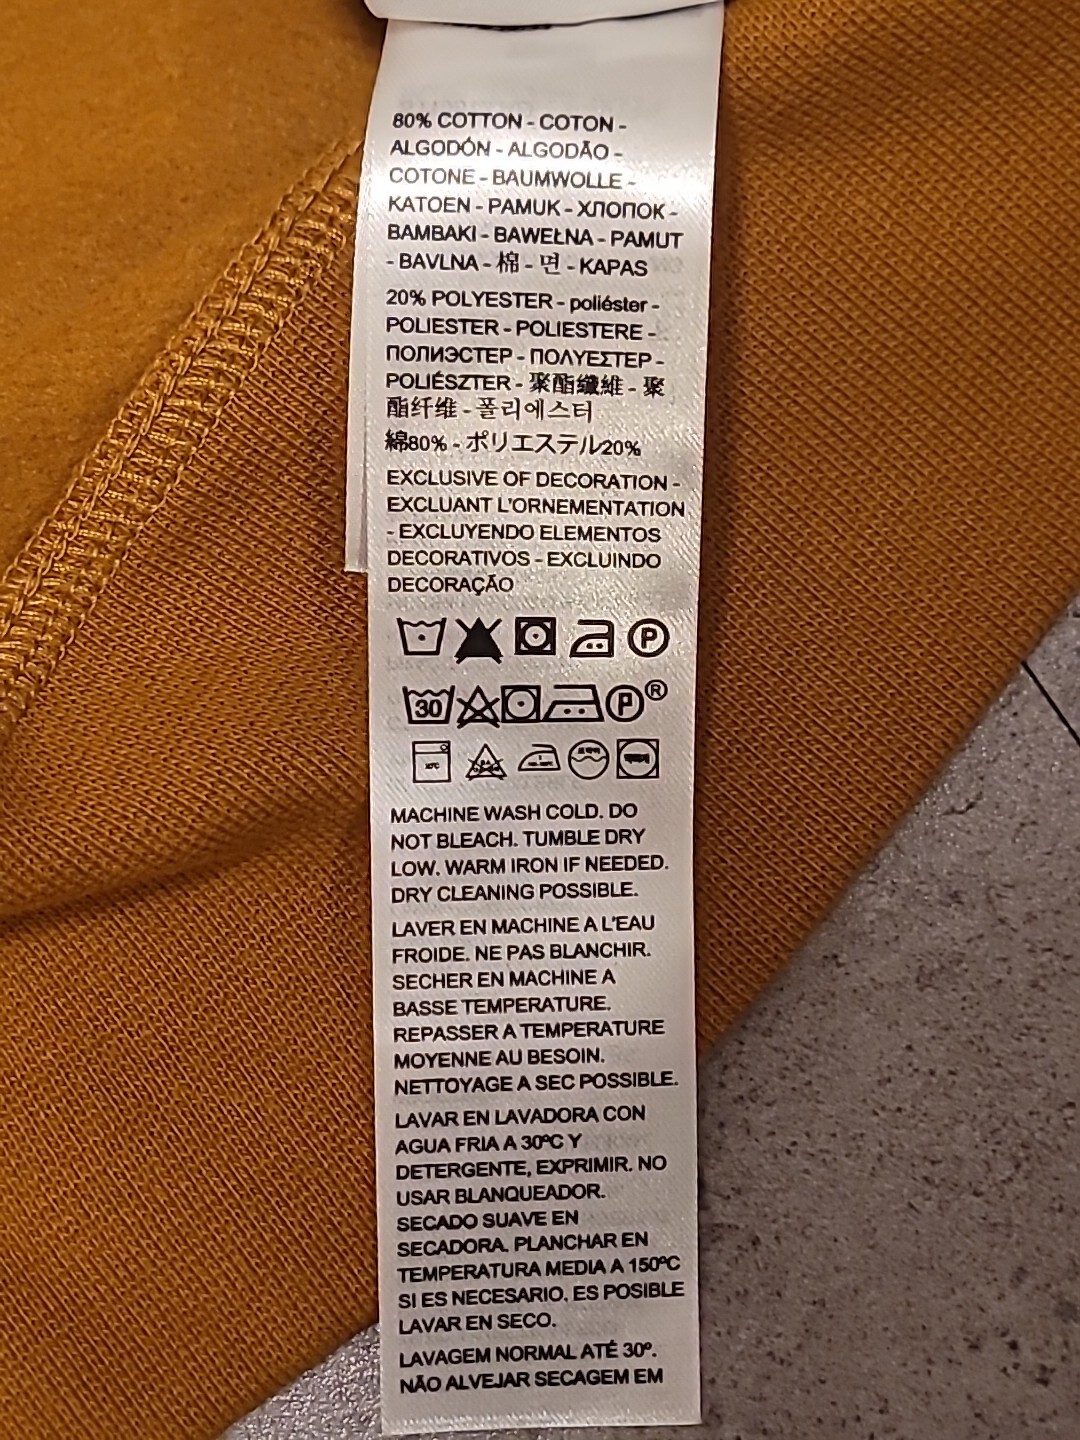 80% COTTON - COTON -
ALGODÓN - ALGODÃO -
COTONE - BAUMWOLLE -
KATOEN - PAMUK - ХЛОПОК -
BAMBAKI - BAWEŁNA - PAMUT
- BAVLNA - 棉 - 면 - KAPAS
20% POLYESTER - poliéster -
POLIESTER - POLIESTERE -
ПОЛИЭСТЕР - ΠΟΛΥΕΣΤΕΡ -
POLIÉSZTER - 聚酯纖維 - 聚
酯纤维 - 폴리에스터
綿80% - ポリエステル20%
EXCLUSIVE OF DECORATION -
EXCLUANT L'ORNEMENTATION
- EXCLUYENDO ELEMENTOS
DECORATIVOS - EXCLUINDO
DECORAÇÃO
P
30 P ®
MACHINE WASH COLD. DO
NOT BLEACH. TUMBLE DRY
LOW. WARM IRON IF NEEDED.
DRY CLEANING POSSIBLE.
LAVER EN MACHINE A L'EAU
FROIDE. NE PAS BLANCHIR.
SECHER EN MACHINE A
BASSE TEMPERATURE.
REPASSER A TEMPERATURE
MOYENNE AU BESOIN.
NETTOYAGE A SEC POSSIBLE.
LAVAR EN LAVADORA CON
AGUA FRIA A 30ºC Y
DETERGENTE, EXPRIMIR. NO
USAR BLANQUEADOR.
SECADO SUAVE EN
SECADORA. PLANCHAR EN
TEMPERATURA MEDIA A 150ºC
SI ES NECESARIO. ES POSIBLE
LAVAR EN SECO.
LAVAGEM NORMAL ATÉ 30º.
NÃO ALVEJAR SECAGEM EM